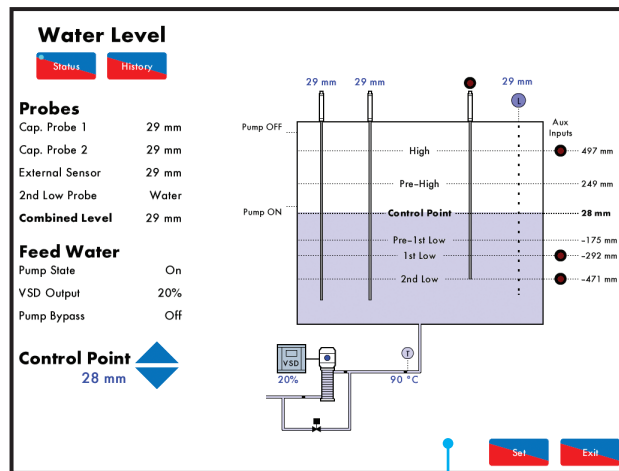 Water Level
Status
History
Probes
Cap. Probe 1 29 mm
Cap. Probe 2 29 mm
External Sensor 29 mm
2nd Low Probe Water
Combined Level 29 mm
Feed Water
Pump State On
VSD Output 20%
Pump Bypass Off
Control Point
28 mm
29 mm 29 mm 29 mm
L
Aux
Inputs
Pump OFF
High 497 mm
Pre-High 249 mm
Pump ON
Control Point 28 mm
Pre-1st Low -175 mm
1st Low -292 mm
2nd Low -471 mm
VSD
T
20% 90 °C
Set
Exit